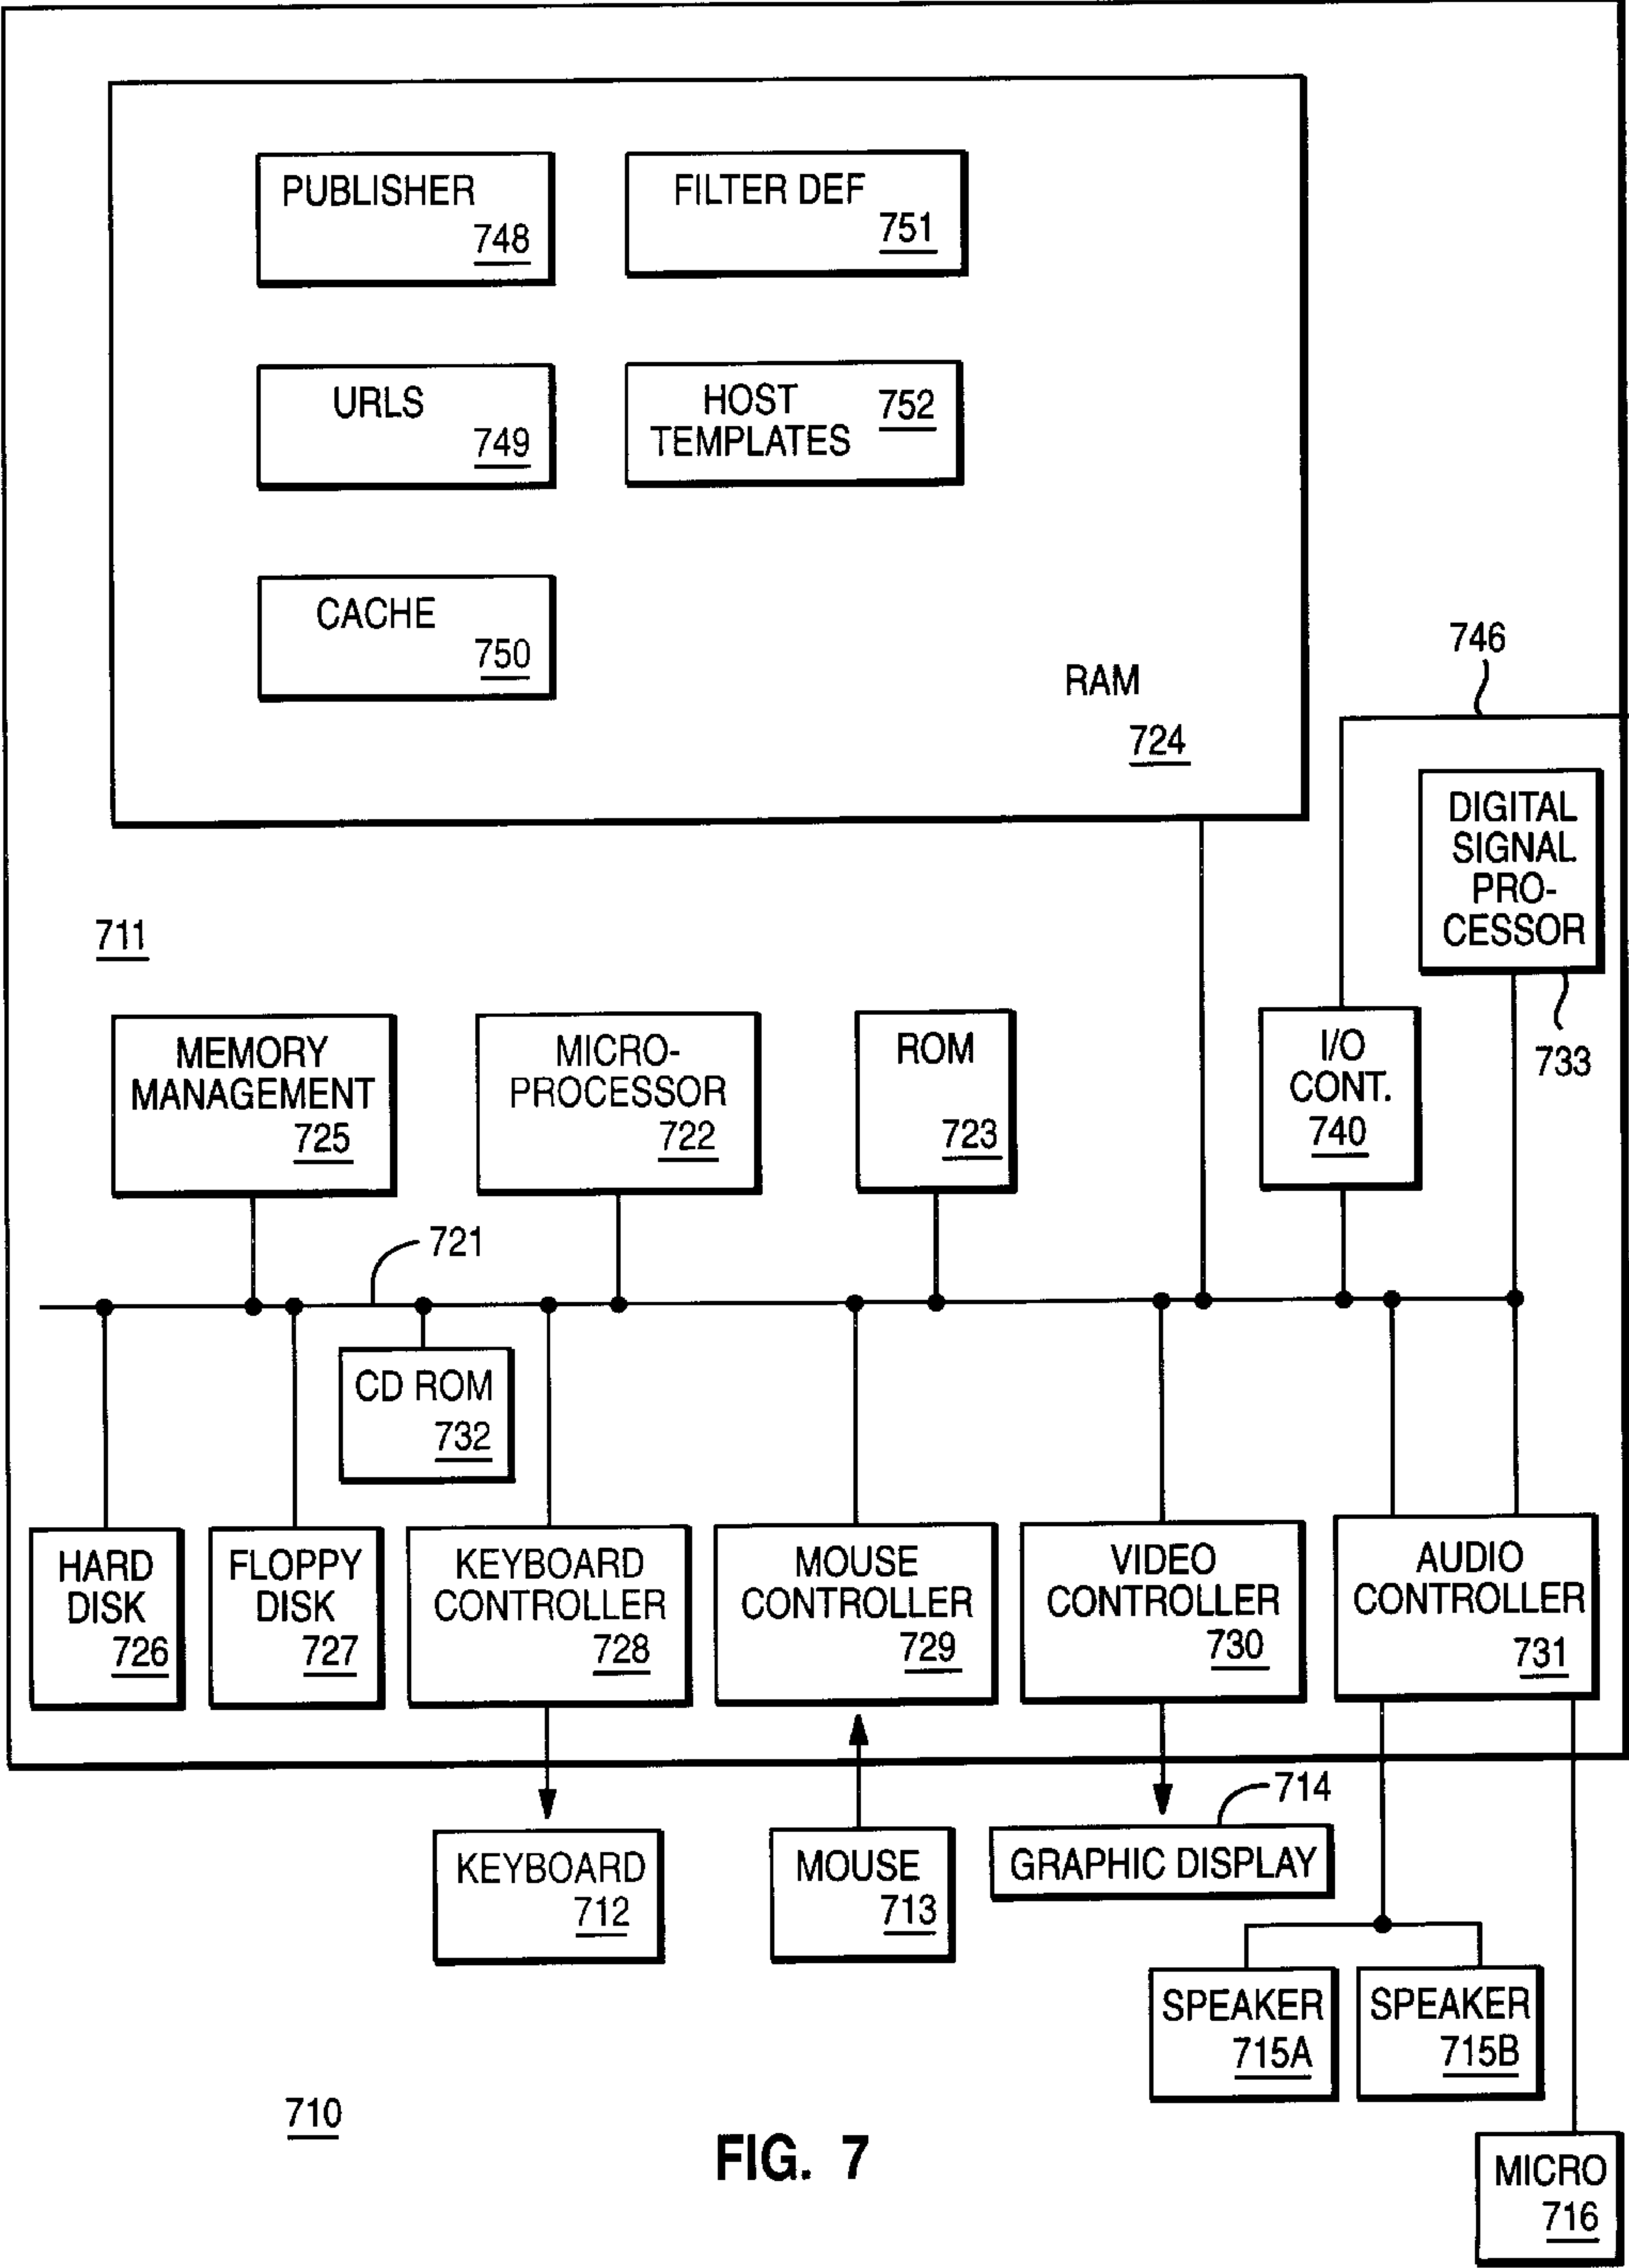 PUBLISHER
748
FILTER DEF
751
URLS
749
HOST
TEMPLATES
752
CACHE
750
RAM
724
746
DIGITAL
SIGNAL
PRO-
CESSOR
733
711
MEMORY
MANAGEMENT
725
MICRO-
PROCESSOR
722
ROM
723
I/O
CONT.
740
721
CD ROM
732
HARD
DISK
726
FLOPPY
DISK
727
KEYBOARD
CONTROLLER
728
MOUSE
CONTROLLER
729
VIDEO
CONTROLLER
730
AUDIO
CONTROLLER
731
KEYBOARD
712
MOUSE
713
714
GRAPHIC DISPLAY
SPEAKER
715A
SPEAKER
715B
710
FIG. 7
MICRO
716